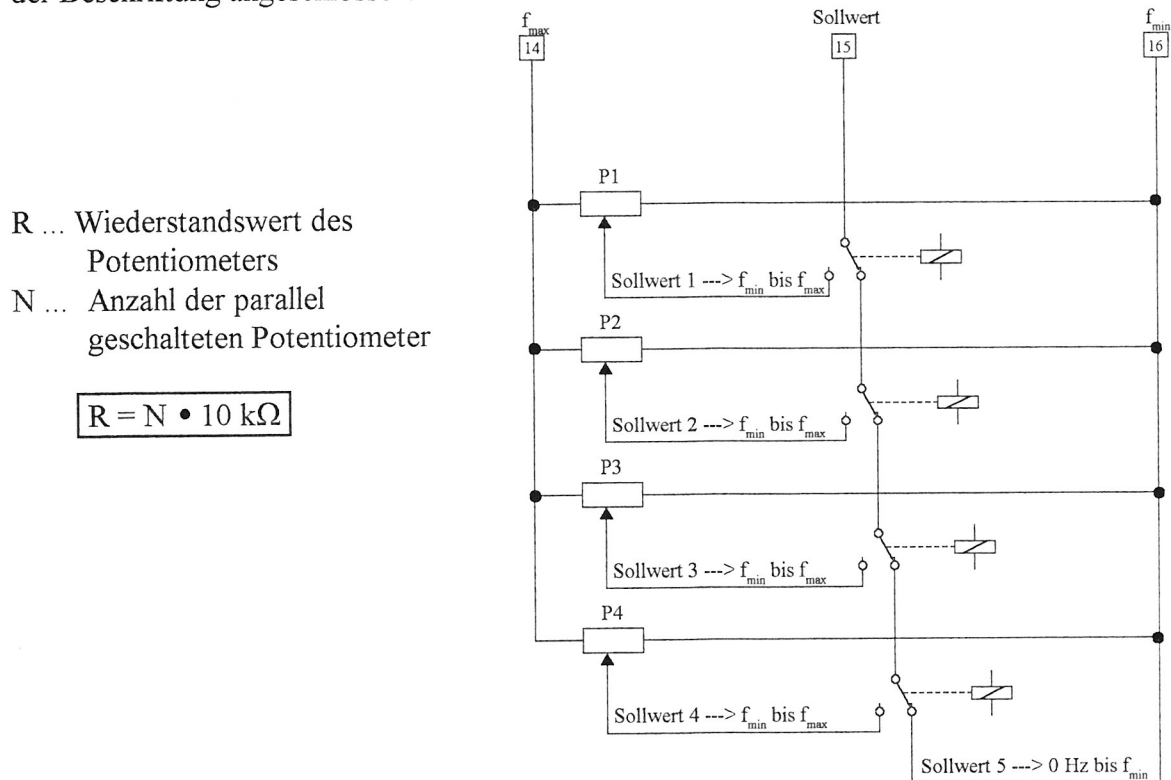 der Beschriftung
f_max
Sollwert
f_min
14
15
16
R ... Wiederstandswert des
Potentiometers
N ... Anzahl der parallel
geschalteten Potentiometer
R = N • 10 kΩ
P1
Sollwert 1 ---> f_min bis f_max
P2
Sollwert 2 ---> f_min bis f_max
P3
Sollwert 3 ---> f_min bis f_max
P4
Sollwert 4 ---> f_min bis f_max
Sollwert 5 ---> 0 Hz bis f_min